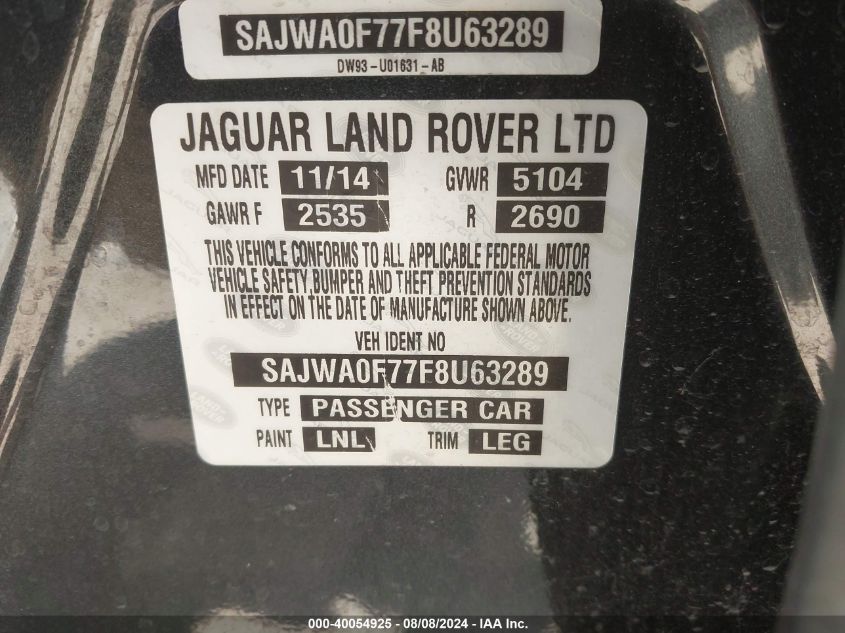 SAJWA0F77F8U63289
DW93-U01631-AB
JAGUAR LAND ROVER LTD
MFD DATE 11/14 GVWR 5104
GAWR F 2535 R 2690
THIS VEHICLE CONFORMS TO ALL APPLICABLE FEDERAL MOTOR
VEHICLE SAFETY,BUMPER AND THEFT PREVENTION STANDARDS
IN EFFECT ON THE DATE OF MANUFACTURE SHOWN ABOVE.
VEH IDENT NO
SAJWA0F77F8U63289
TYPE PASSENGER CAR
PAINT LNL TRIM LEG
000-40054925 - 08/08/2024 - IAA Inc.